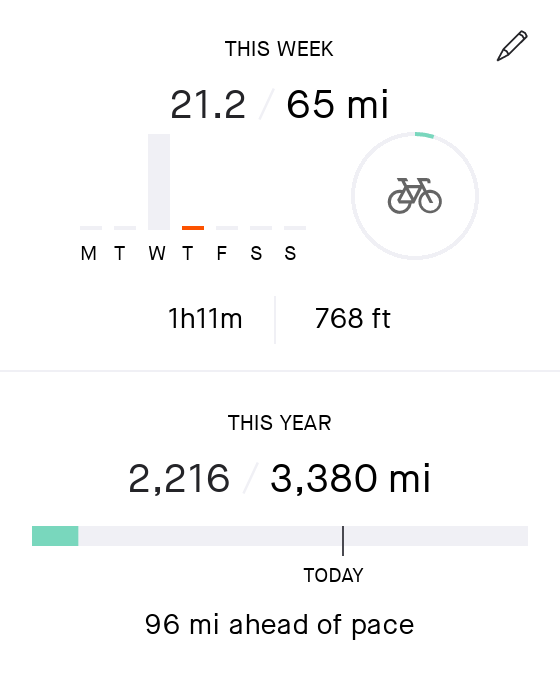 THIS WEEK
21.2 / 65 mi
M T W T F S S
1h11m 768 ft
THIS YEAR
2,216 / 3,380 mi
TODAY
96 mi ahead of pace